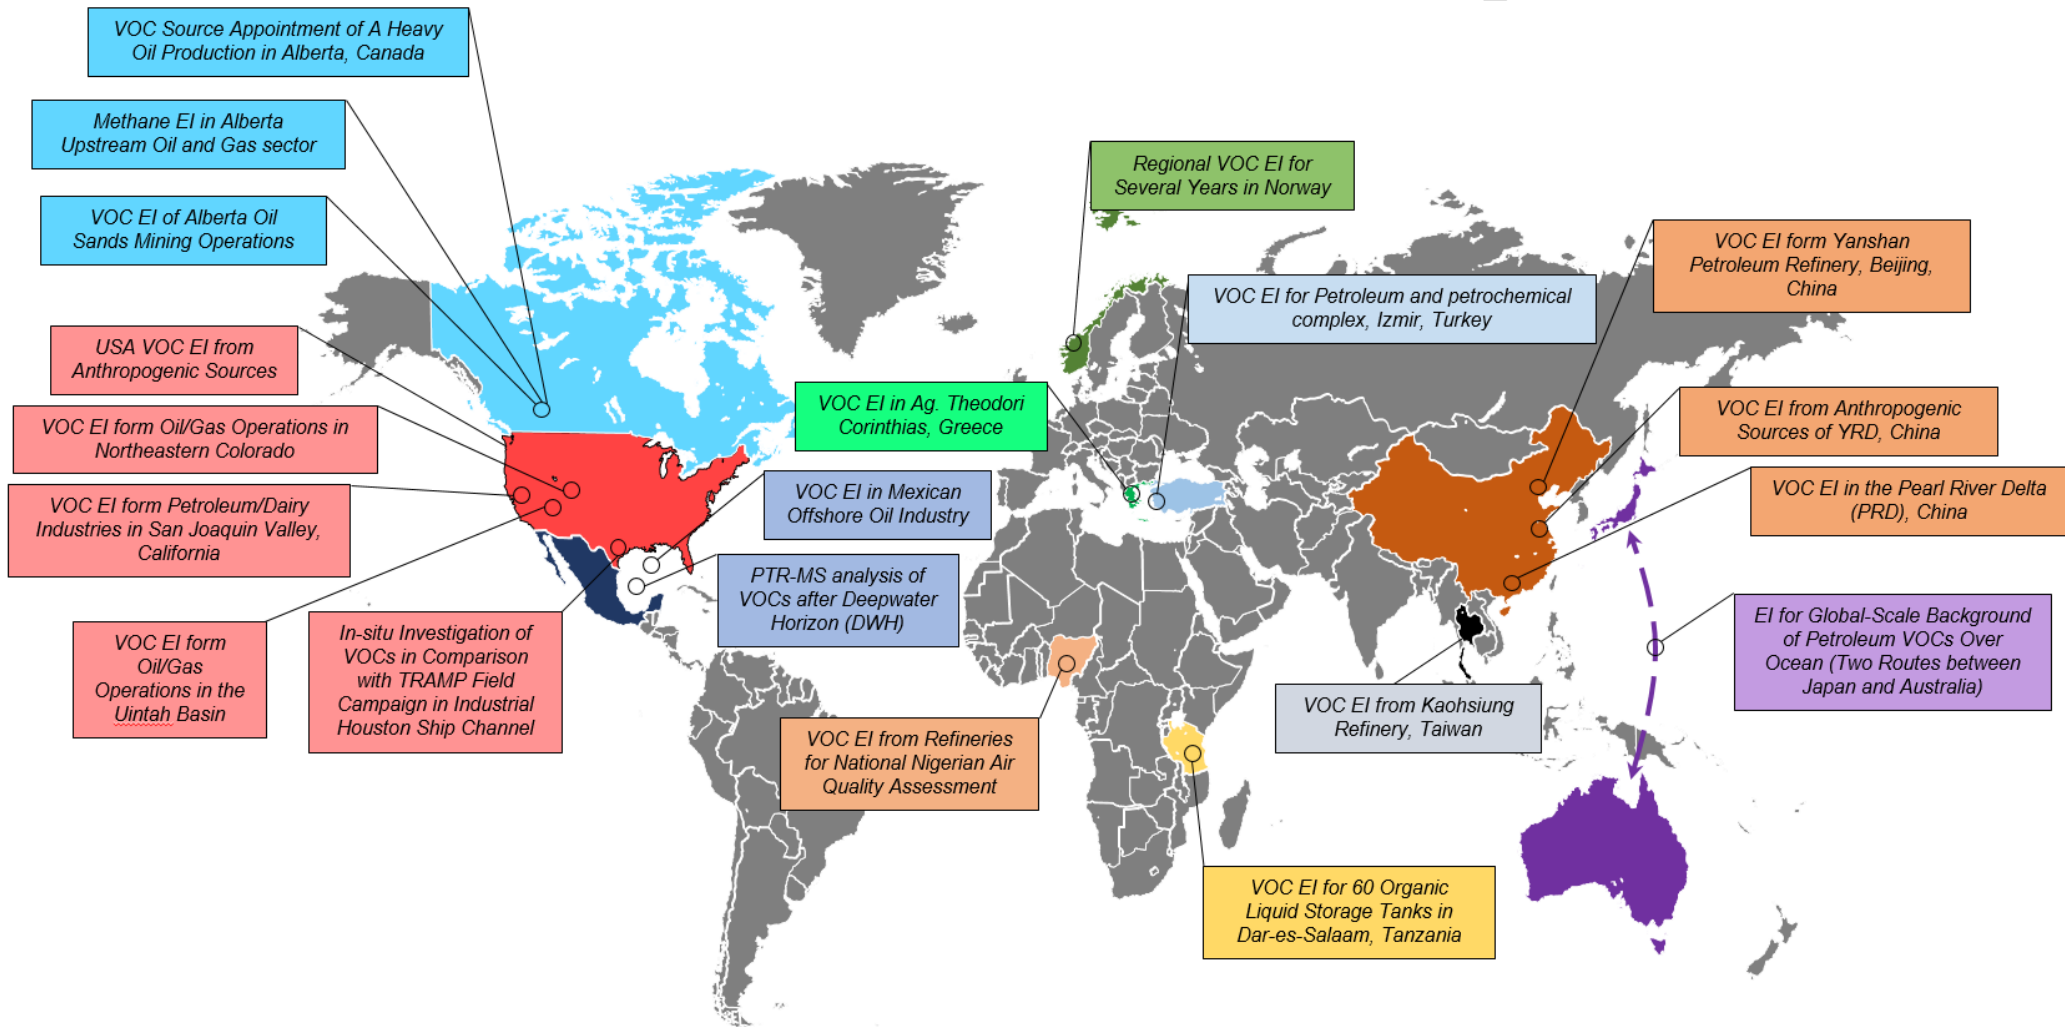 VOC Source Appointment of A Heavy
Oil Production in Alberta, Canada
Methane EI in Alberta
Upstream Oil and Gas sector
VOC EI of Alberta Oil
Sands Mining Operations
USA VOC EI from
Anthropogenic Sources
VOC EI form Oil/Gas Operations in
Northeastern Colorado
VOC EI form Petroleum/Dairy
Industries in San Joaquin Valley,
California
VOC EI form
Oil/Gas
Operations in the
Uintah Basin
In-situ Investigation of
VOCs in Comparison
with TRAMP Field
Campaign in Industrial
Houston Ship Channel
VOC EI in Mexican
Offshore Oil Industry
PTR-MS analysis of
VOCs after Deepwater
Horizon (DWH)
VOC EI in Ag. Theodori
Corinthias, Greece
Regional VOC EI for
Several Years in Norway
VOC EI for Petroleum and petrochemical
complex, Izmir, Turkey
VOC EI from Refineries
for National Nigerian Air
Quality Assessment
VOC EI for 60 Organic
Liquid Storage Tanks in
Dar-es-Salaam, Tanzania
VOC EI from Kaohsiung
Refinery, Taiwan
VOC EI form Yanshan
Petroleum Refinery, Beijing,
China
VOC EI from Anthropogenic
Sources of YRD, China
VOC EI in the Pearl River Delta
(PRD), China
EI for Global-Scale Background
of Petroleum VOCs Over
Ocean (Two Routes between
Japan and Australia)